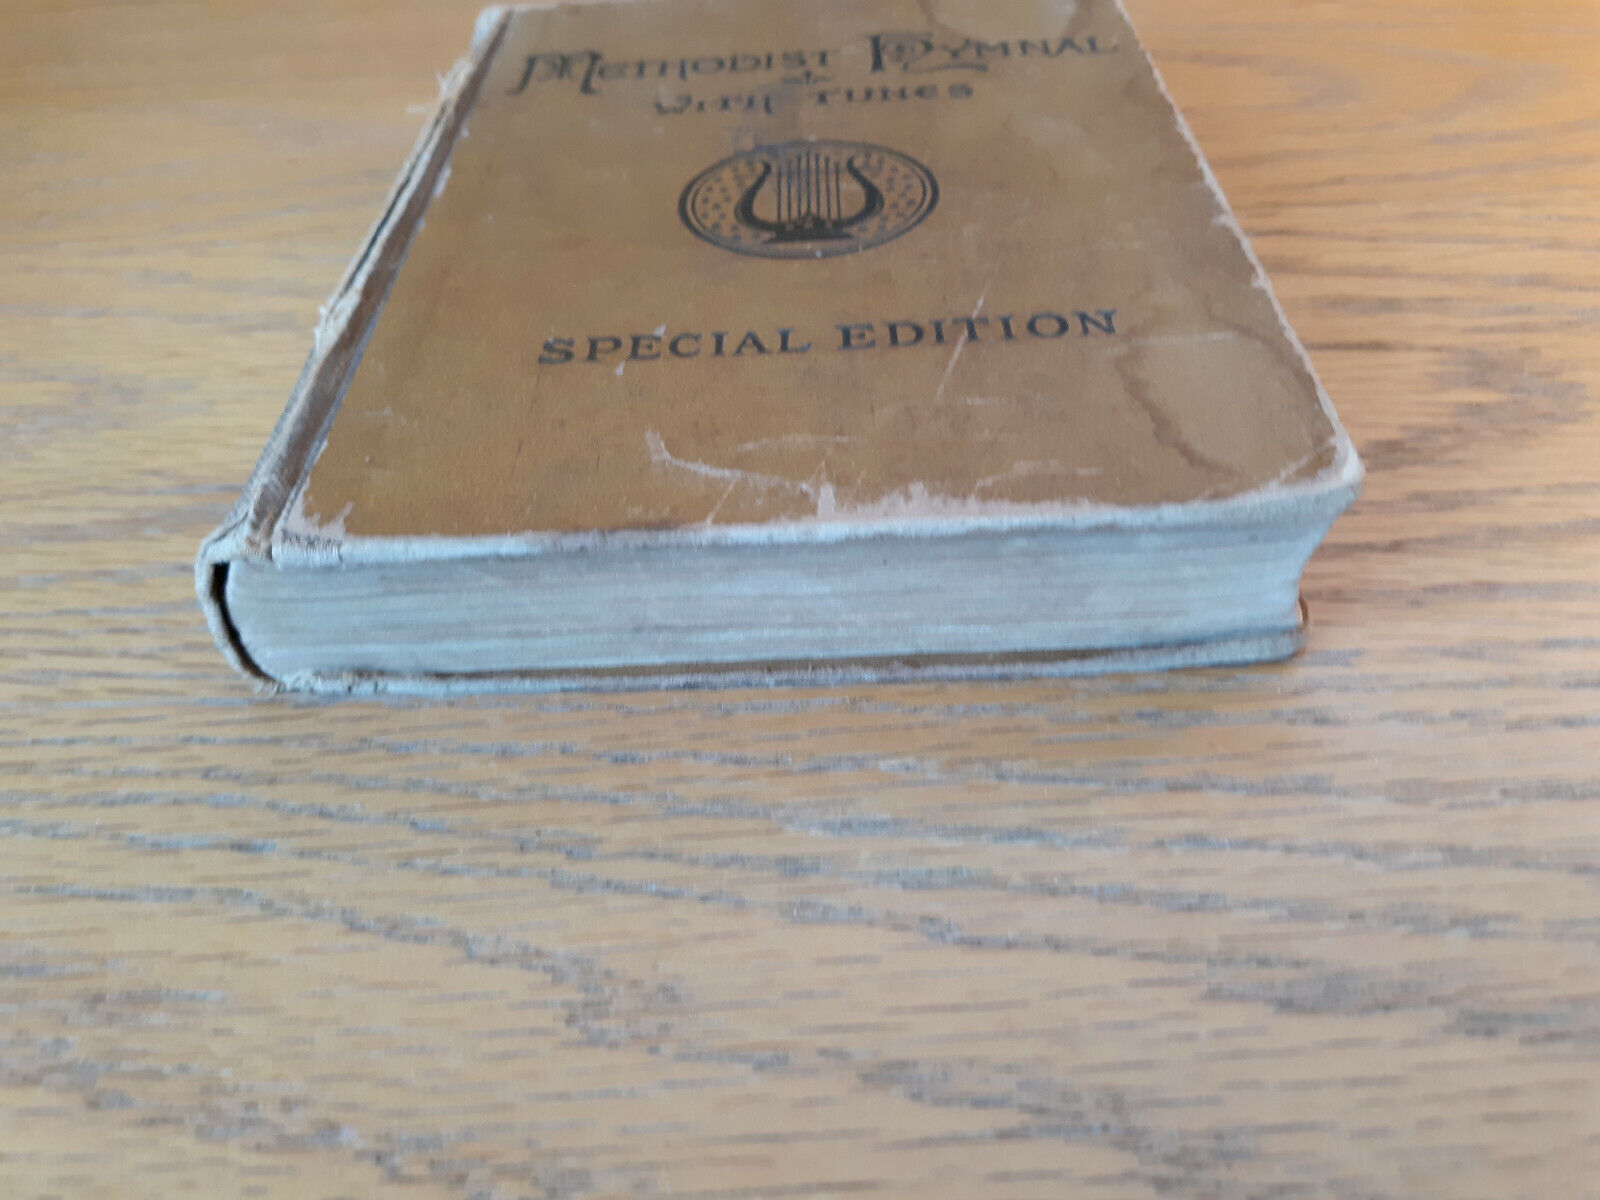 METHODIST HYMNAL
WITH TUNES
SPECIAL EDITION